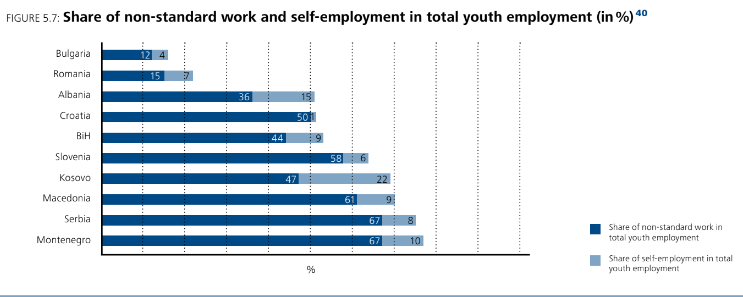 FIGURE 5.7: Share of non-standard work and self-employment in total youth employment (in %) 40
Bulgaria 12 4
Romania 15 7
Albania 36 15
Croatia 50 1
BiH 44 9
Slovenia 58 6
Kosovo 47 22
Macedonia 61 9
Serbia 67 8
Montenegro 67 10
%
Share of non-standard work in
total youth employment
Share of self-employment in total
youth employment